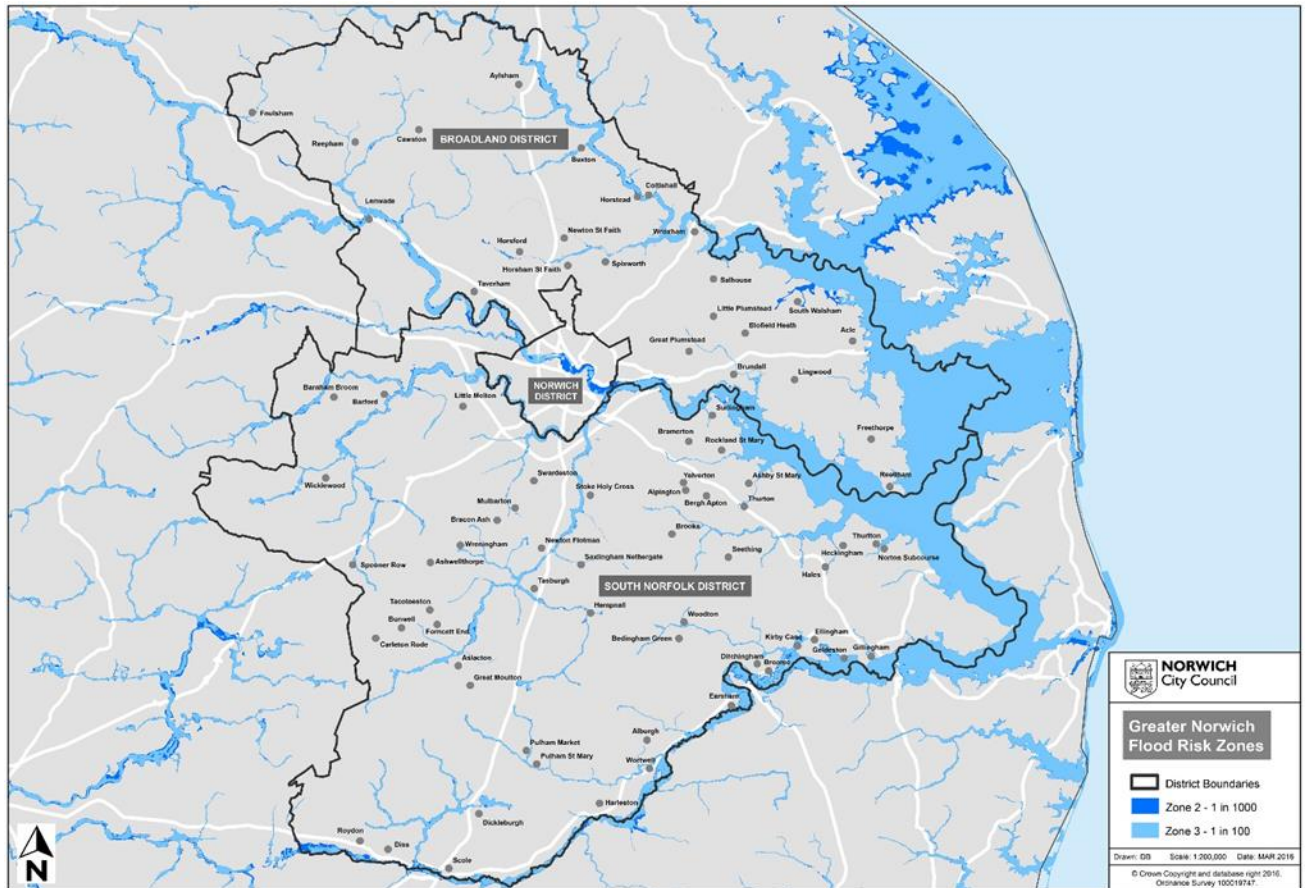 Aylsham
Foulsham
Cawston
BROADLAND DISTRICT
Reepham
Buxton
Coltishall
Horstead
Lenwade
Newton St Faith
Wroxham
Horsford
Horsham St Faith
Spixworth
Salhouse
Taverham
Little Plumstead
South Walsham
Blofield Heath
Acle
Great Plumstead
Brundall
Lingwood
NORWICH
DISTRICT
Barnham Broom
Barford
Little Melton
Surlingham
Bramerton
Freethorpe
Rockland St Mary
Reedham
Wicklewood
Swardeston
Stoke Holy Cross
Yelverton
Ashby St Mary
Alpington
Bergh Apton
Thurton
Mulbarton
Bracon Ash
Brooke
Thurlton
Wreningham
Newton Flotman
Heckingham
Norton Subcourse
Seething
Spooner Row
Ashwellthorpe
Saxlingham Nethergate
Hales
SOUTH NORFOLK DISTRICT
Tasburgh
Tacolneston
Hempnall
Woodton
Bunwell
Forncett End
Carleton Rode
Bedingham Green
Kirby Cane
Ellingham
Geldeston
Gillingham
Aslacton
Ditchingham
Broome
Great Moulton
Earsham
Alburgh
Pulham Market
Pulham St Mary
Wortwell
Harleston
Dickleburgh
Roydon
Diss
Scole
N
NORWICH
City Council
Greater Norwich
Flood Risk Zones
District Boundaries
Zone 2 - 1 in 1000
Zone 3 - 1 in 100
Drawn: DB Scale: 1:200,000 Date: MAR 2016
© Crown Copyright and database right 2016.
Ordnance Survey 100019747.